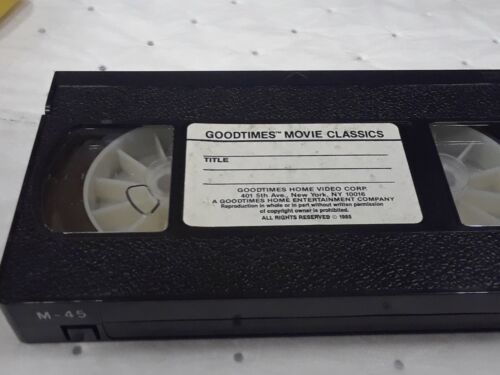 GOODTIMES™ MOVIE CLASSICS
TITLE
GOODTIMES HOME VIDEO CORP.
401 5th Ave., New York, NY 10016
A GOODTIMES HOME ENTERTAINMENT COMPANY
Reproduction in whole or in part without written permission
of copyright owner is prohibited.
ALL RIGHTS RESERVED © 1985
M-45